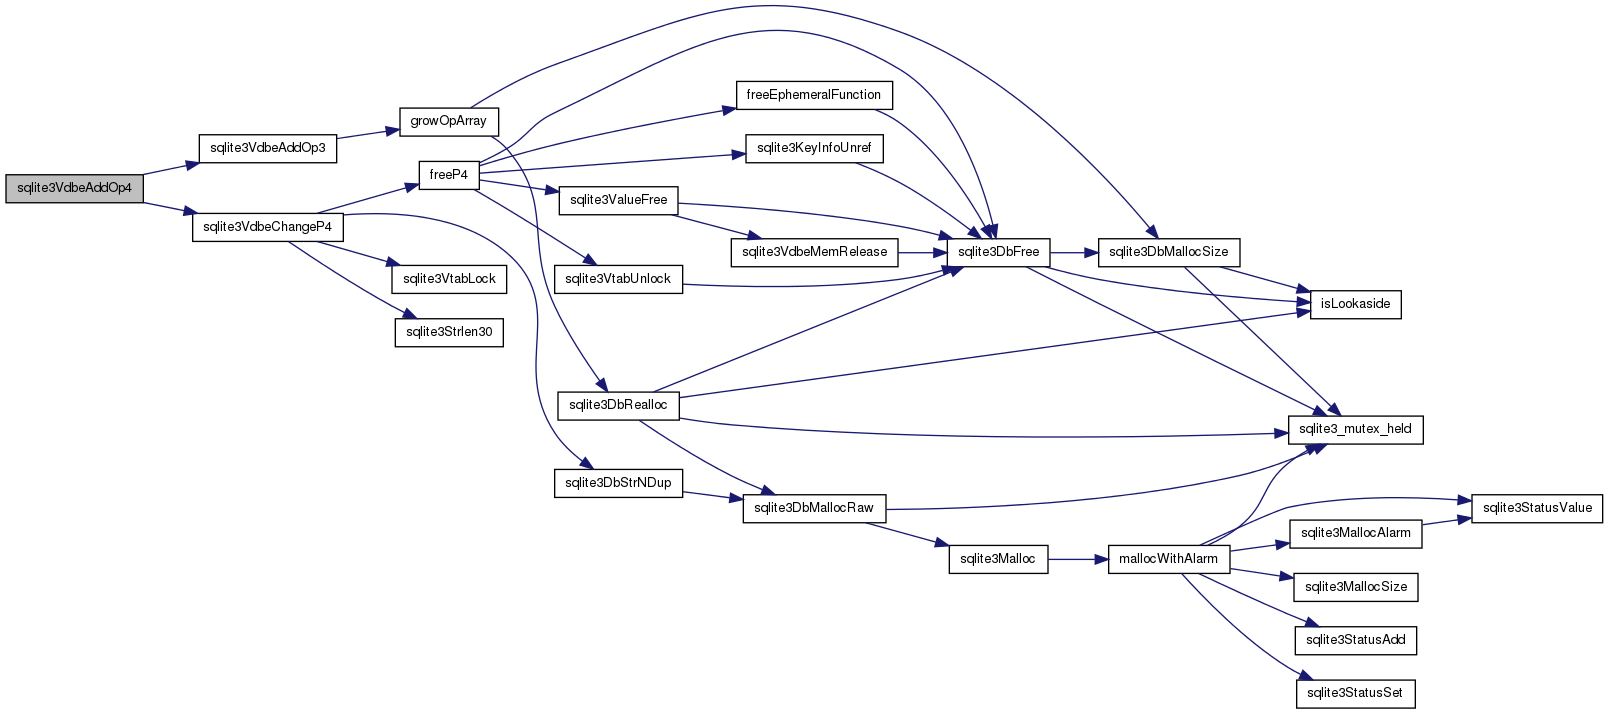 sqlite3VdbeAddOp4
sqlite3VdbeAddOp3
sqlite3VdbeChangeP4
growOpArray
freeP4
sqlite3VtabLock
sqlite3Strlen30
freeEphemeralFunction
sqlite3KeyInfoUnref
sqlite3ValueFree
sqlite3VdbeMemRelease
sqlite3VtabUnlock
sqlite3DbFree
sqlite3DbMallocSize
isLookaside
sqlite3DbRealloc
sqlite3_mutex_held
sqlite3DbStrNDup
sqlite3DbMallocRaw
sqlite3Malloc
mallocWithAlarm
sqlite3StatusValue
sqlite3MallocAlarm
sqlite3MallocSize
sqlite3StatusAdd
sqlite3StatusSet